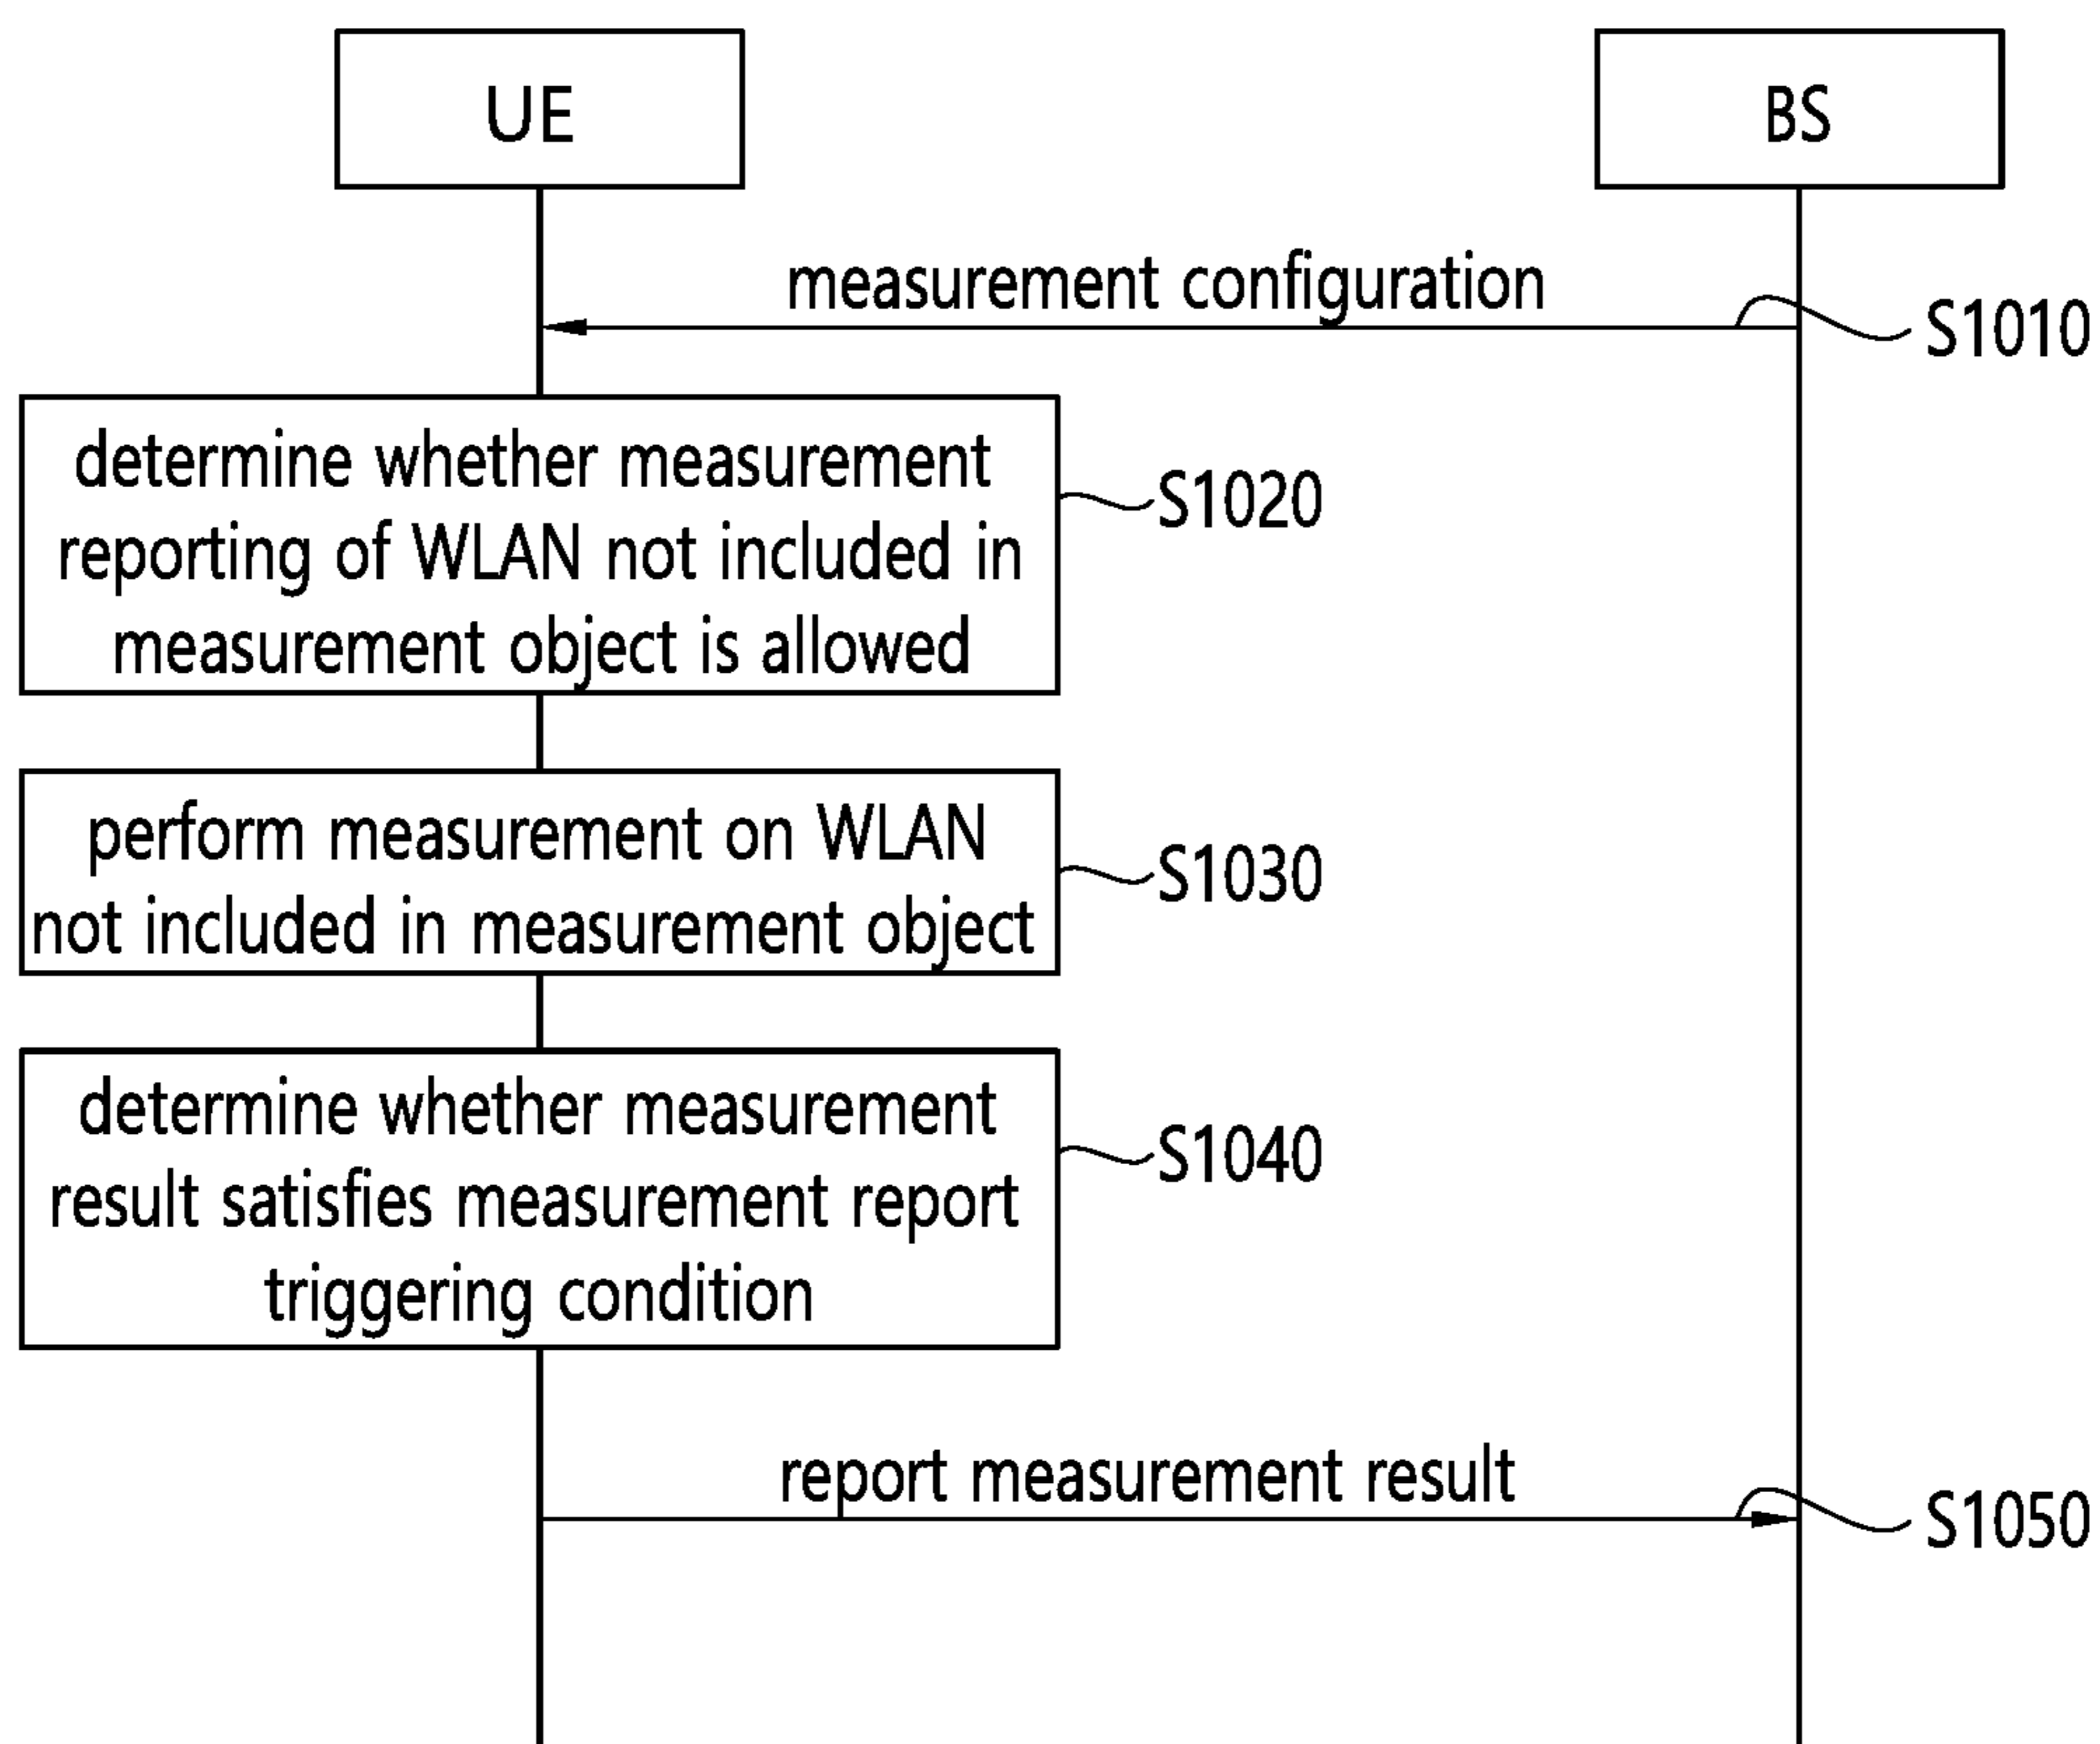 UE
BS
measurement configuration
S1010
determine whether measurement
reporting of WLAN not included in
measurement object is allowed
S1020
perform measurement on WLAN
not included in measurement object
S1030
determine whether measurement
result satisfies measurement report
triggering condition
S1040
report measurement result
S1050